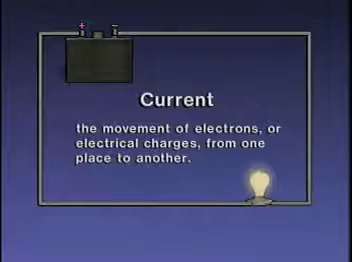 Current
the movement of electrons, or
electrical charges, from one
place to another.